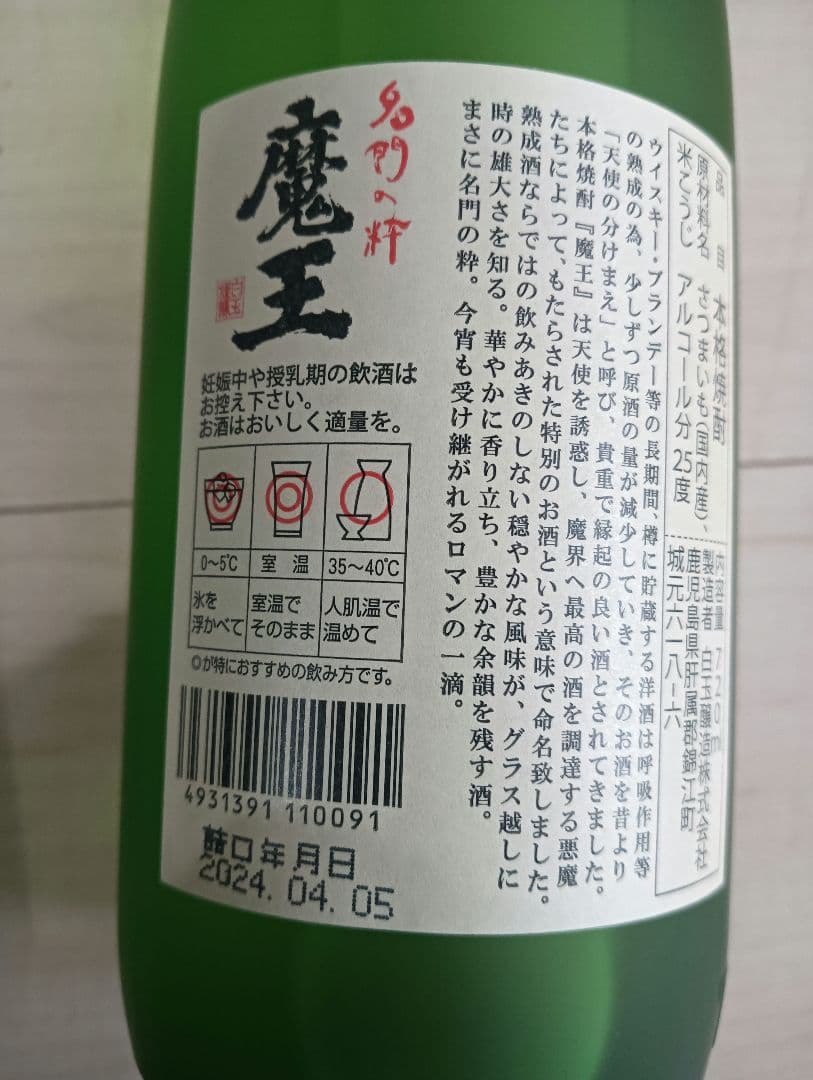 品目 本格焼酎
原材料名 さつまいも(国内産)、
米こうじ アルコール分 25度
内容量 720ml
製造者 白玉醸造株式会社
鹿児島県肝属郡錦江町
城元六一八-六
ウイスキー・ブランデー等の長期間、樽に貯蔵する洋酒は呼吸作用等
の熟成の為、少しずつ原酒の量が減少していき、そのお酒を昔より
「天使の分けまえ」と呼び、貴重で縁起の良い酒とされてきました。
本格焼酎『魔王』は天使を誘惑し、魔界へ最高の酒を調達する悪魔
たちによって、もたらされた特別のお酒という意味で命名致しました。
熟成酒ならではの飲みあきのしない穏やかな風味が、グラス越しに
時の雄大さを知る。華やかに香り立ち、豊かな余韻を残す酒。
まさに名門の粋。今宵も受け継がれるロマンの一滴。
名門の粋
魔王
妊娠中や授乳期の飲酒は
お控え下さい。
お酒はおいしく適量を。
0〜5℃ 室温 35〜40℃
氷を
浮かべて
室温で
そのまま
人肌温で
温めて
◎が特におすすめの飲み方です。
4931391 110091
詰口年月日
2024.04.05